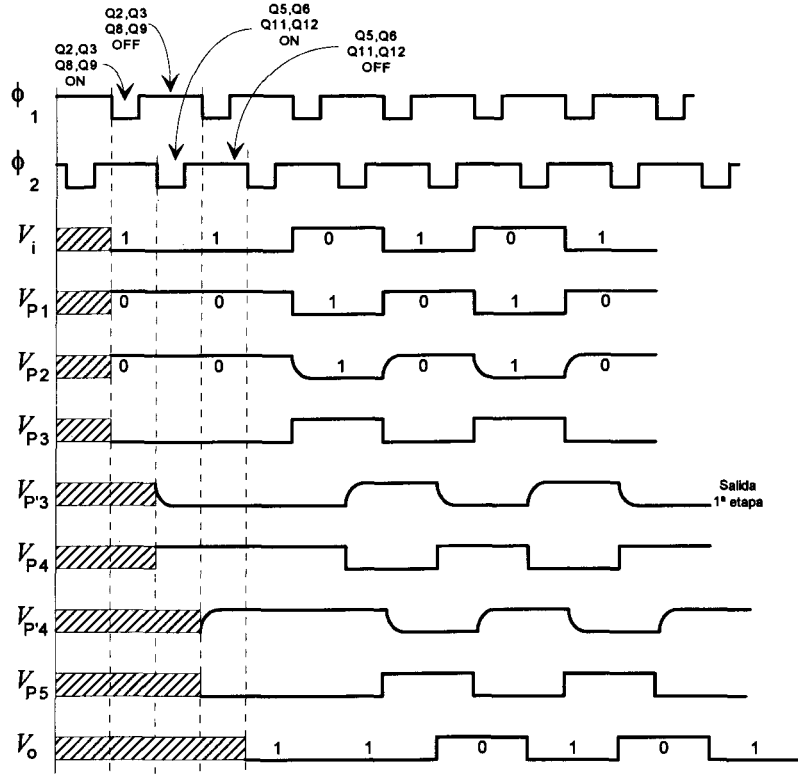 Q2,Q3
Q8,Q9
ON
Q2,Q3
Q8,Q9
OFF
Q5,Q6
Q11,Q12
ON
Q5,Q6
Q11,Q12
OFF
ϕ1
ϕ2
Vi 1 1 0 1 0 1
VP1 0 0 1 0 1 0
VP2 0 0 1 0 1 0
VP3
VP'3
Salida
1ª etapa
VP4
VP'4
VP5
Vo 1 1 0 1 0 1